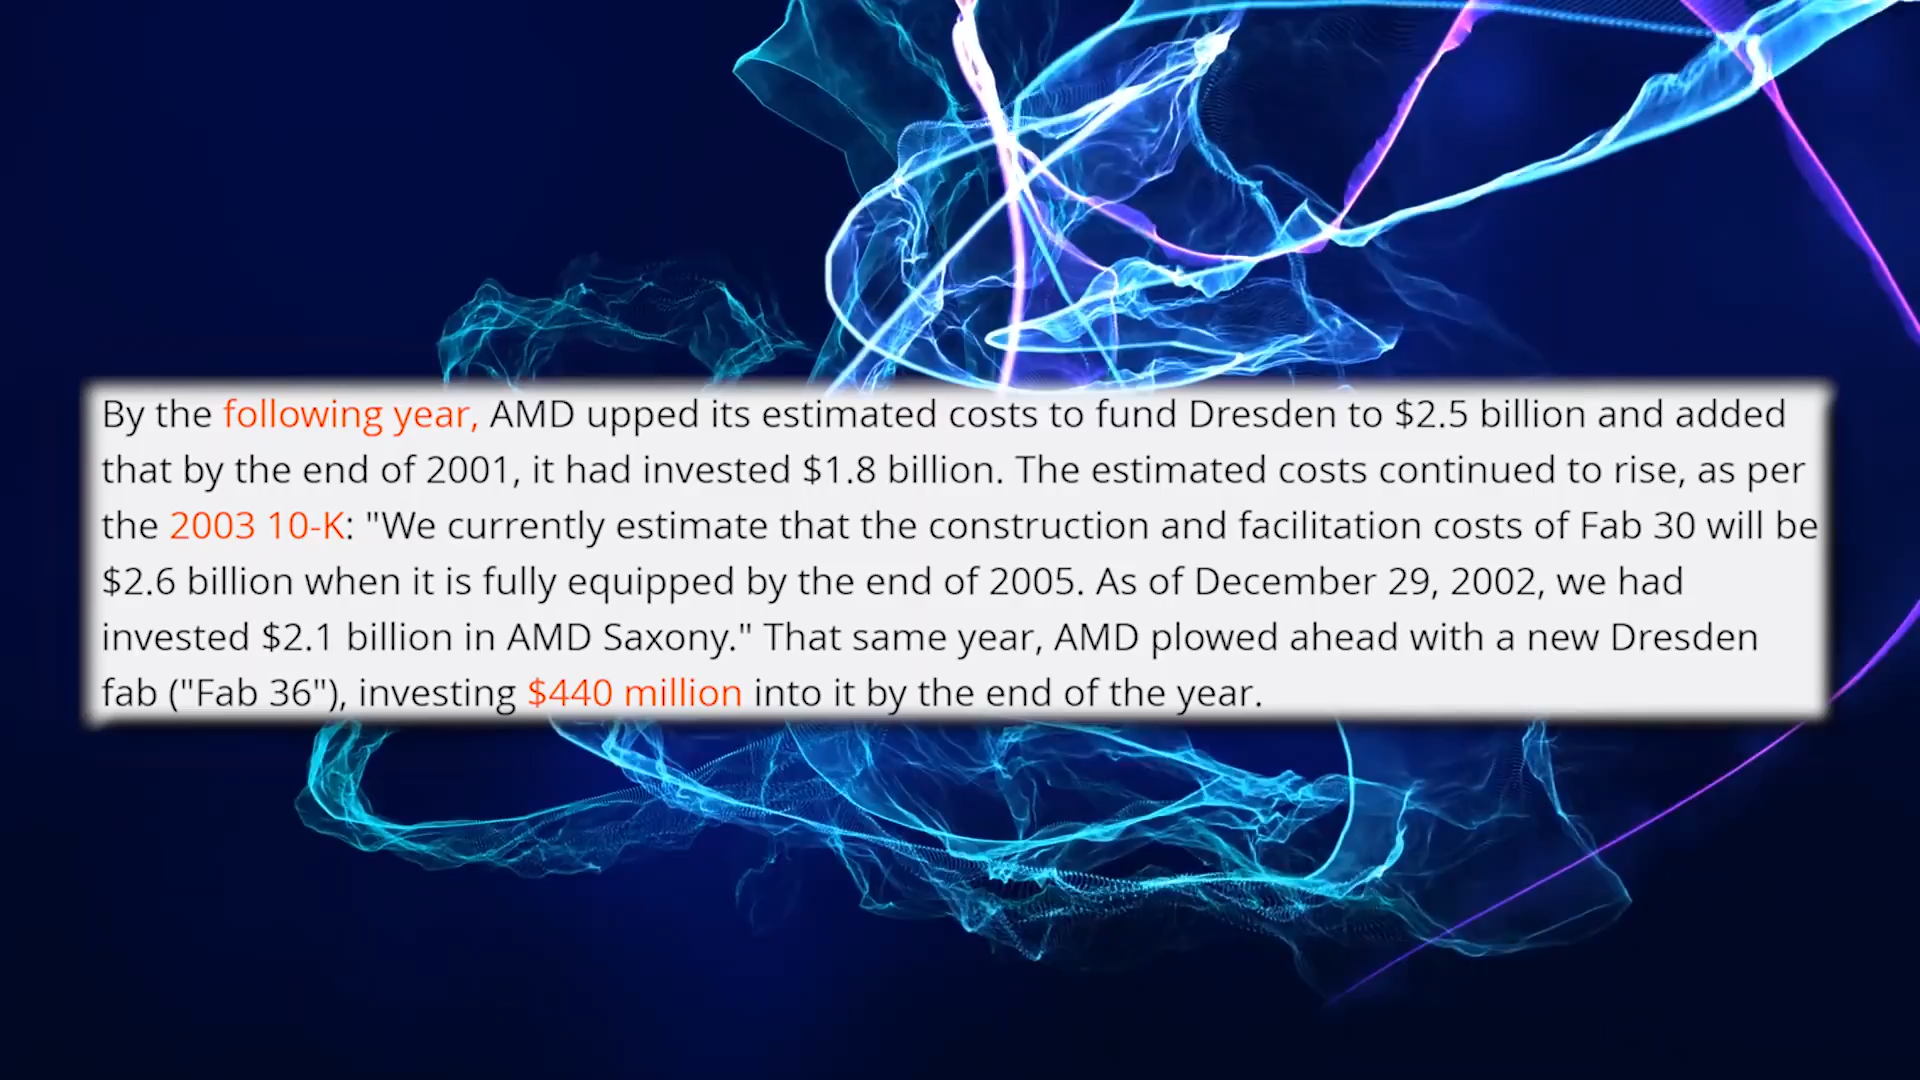 By the following year, AMD upped its estimated costs to fund Dresden to $2.5 billion and added
that by the end of 2001, it had invested $1.8 billion. The estimated costs continued to rise, as per
the 2003 10-K: "We currently estimate that the construction and facilitation costs of Fab 30 will be
$2.6 billion when it is fully equipped by the end of 2005. As of December 29, 2002, we had
invested $2.1 billion in AMD Saxony." That same year, AMD plowed ahead with a new Dresden
fab ("Fab 36"), investing $440 million into it by the end of the year.